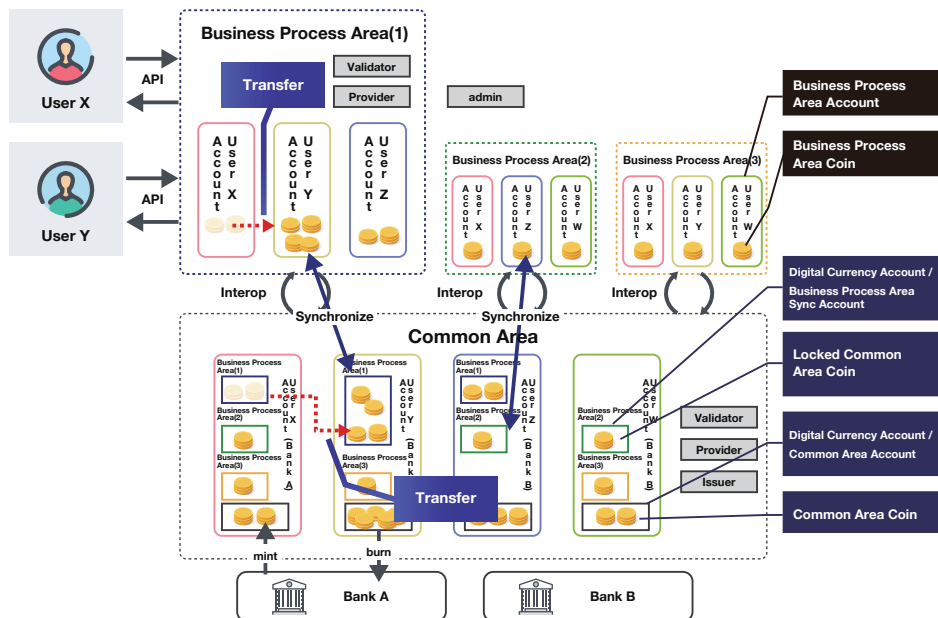 User X
API
User Y
API
Business Process Area(1)
Transfer
Validator
Provider
admin
User X
Account
User Y
Account
User Z
Account
Business Process Area(2)
User X
Account
User Z
Account
User W
Account
Business Process Area(3)
User X
Account
User Y
Account
User W
Account
Business Process
Area Account
Business Process
Area Coin
Interop
Interop
Interop
Synchronize
Synchronize
Common Area
Business Process
Area(1)
Business Process
Area(2)
Business Process
Area(3)
User X
Account (Bank A)
Business Process
Area(1)
Business Process
Area(3)
User Y
Account (Bank A)
Business Process
Area(1)
Business Process
Area(2)
User Z
Account (Bank B)
Business Process
Area(2)
Business Process
Area(3)
User W
Account (Bank B)
Transfer
Validator
Provider
Issuer
Digital Currency Account /
Business Process Area
Sync Account
Locked Common
Area Coin
Digital Currency Account /
Common Area Account
Common Area Coin
mint
burn
Bank A
Bank B